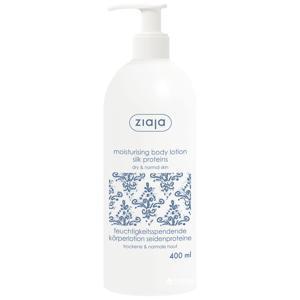 ziaja
moisturising body lotion
silk proteins
dry & normal skin
feuchtigkeitsspendende
körperlotion seidenproteine
trockene & normale haut
400 ml